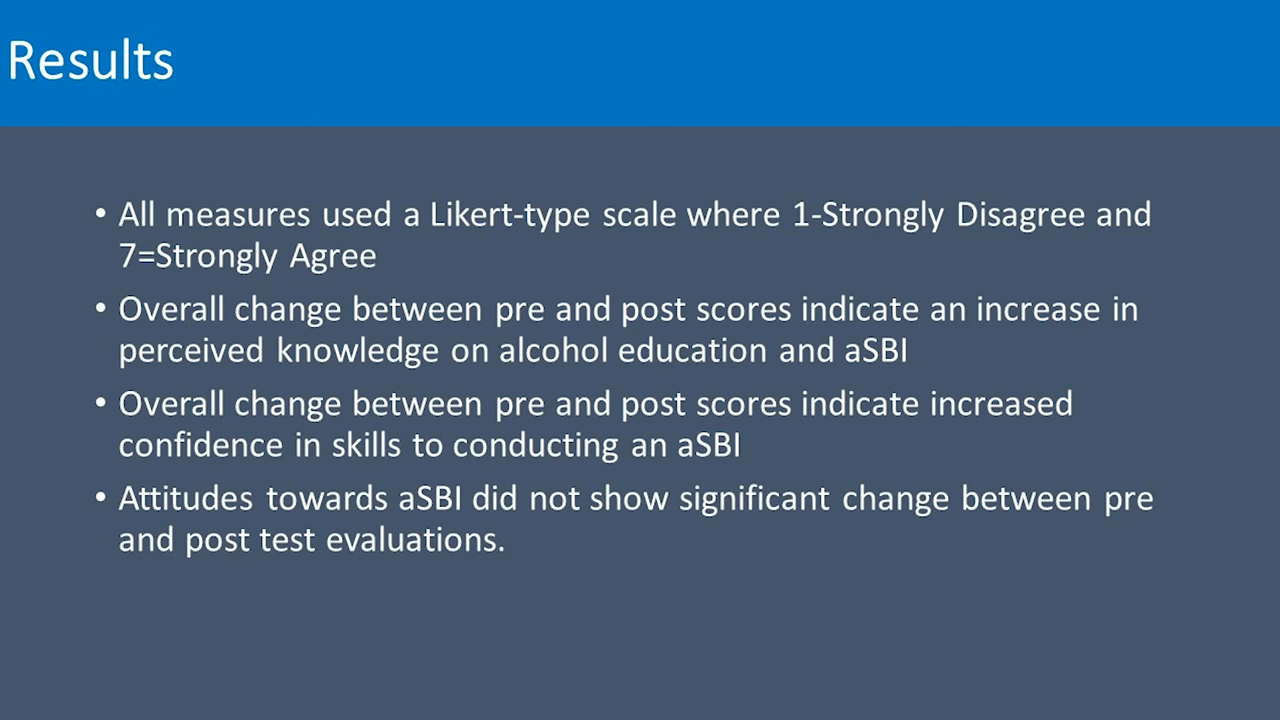 Results
• All measures used a Likert-type scale where 1-Strongly Disagree and
7=Strongly Agree
• Overall change between pre and post scores indicate an increase in
perceived knowledge on alcohol education and aSBI
• Overall change between pre and post scores indicate increased
confidence in skills to conducting an aSBI
• Attitudes towards aSBI did not show significant change between pre
and post test evaluations.